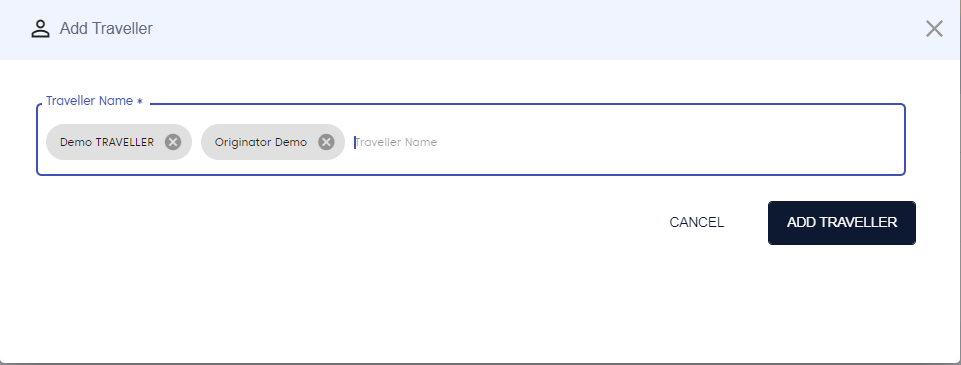 Add Traveller
Traveller Name *
Demo TRAVELLER Originator Demo Traveller Name
CANCEL ADD TRAVELLER